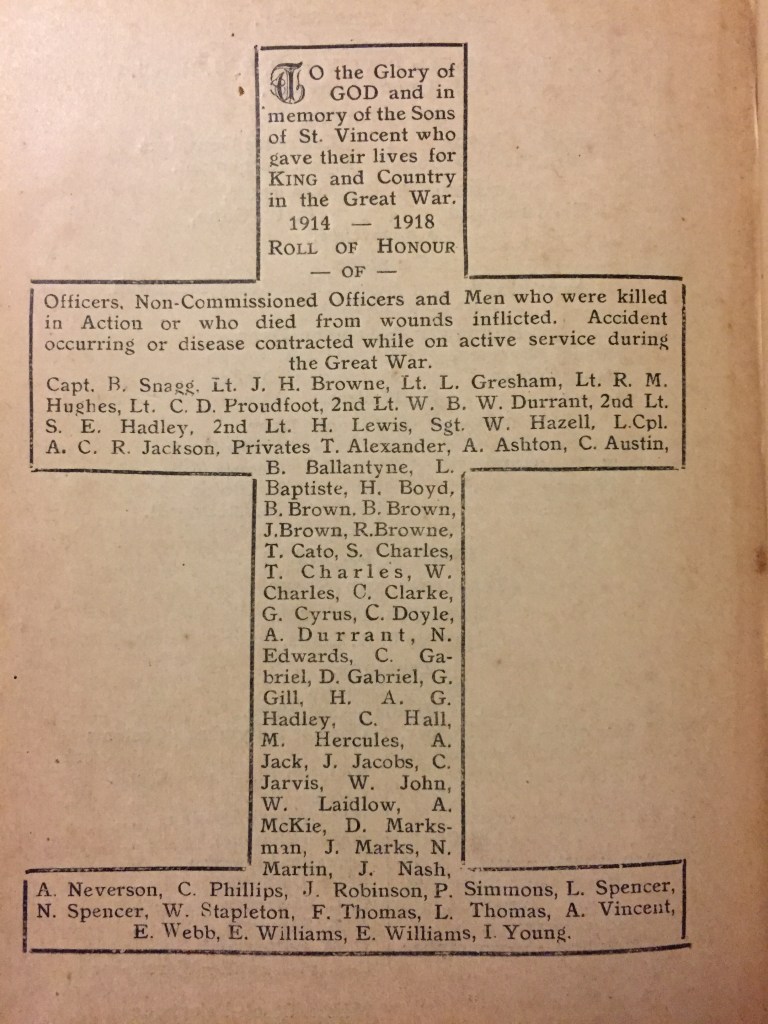 TO the Glory of
GOD and in
memory of the Sons
of St. Vincent who
gave their lives for
KING and Country
in the Great War.
1914 — 1918
ROLL OF HONOUR
— OF —
Officers, Non-Commissioned Officers and Men who were killed
in Action or who died from wounds inflicted. Accident
occurring or disease contracted while on active service during
the Great War.
Capt. B. Snagg, Lt. J. H. Browne, Lt. L. Gresham, Lt. R. M.
Hughes, Lt. C. D. Proudfoot, 2nd Lt. W. B. W. Durrant, 2nd Lt.
S. E. Hadley, 2nd Lt. H. Lewis, Sgt. W. Hazell, L.Cpl.
A. C. R. Jackson, Privates T. Alexander, A. Ashton, C. Austin,
B. Ballantyne, L.
Baptiste, H. Boyd,
B. Brown, B. Brown,
J.Brown, R.Browne,
T. Cato, S. Charles,
T. Charles, W.
Charles, C. Clarke,
G. Cyrus, C. Doyle,
A. Durrant, N.
Edwards, C. Ga-
briel, D. Gabriel, G.
Gill, H. A. G.
Hadley, C. Hall,
M. Hercules, A.
Jack, J. Jacobs, C.
Jarvis, W. John,
W. Laidlow, A.
McKie, D. Marks-
man, J. Marks, N.
Martin, J. Nash,
A. Neverson, C. Phillips, J. Robinson, P. Simmons, L. Spencer,
N. Spencer, W. Stapleton, F. Thomas, L. Thomas, A. Vincent,
E. Webb, E. Williams, E. Williams, I. Young.